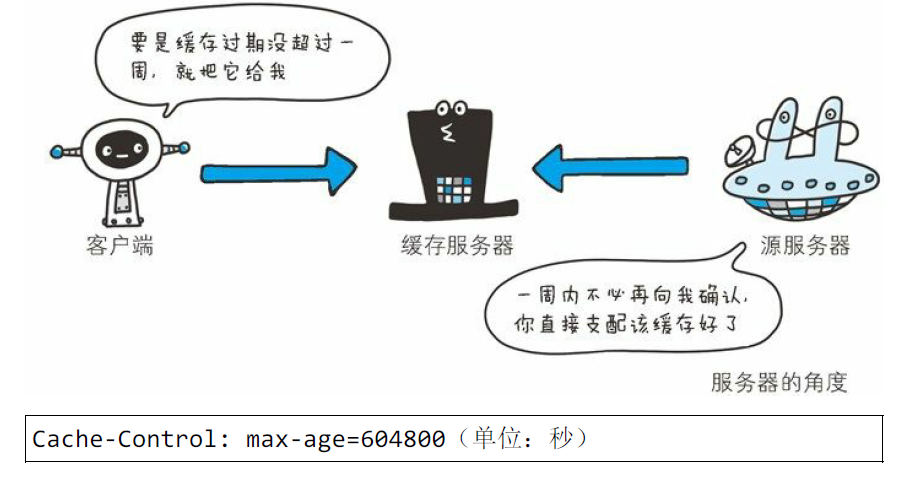 要是缓存过期没超过一
周，就把它给我
客户端
缓存服务器
源服务器
一周内不必再向我确认，
你直接支配该缓存好了
服务器的角度
Cache-Control: max-age=604800（单位：秒）